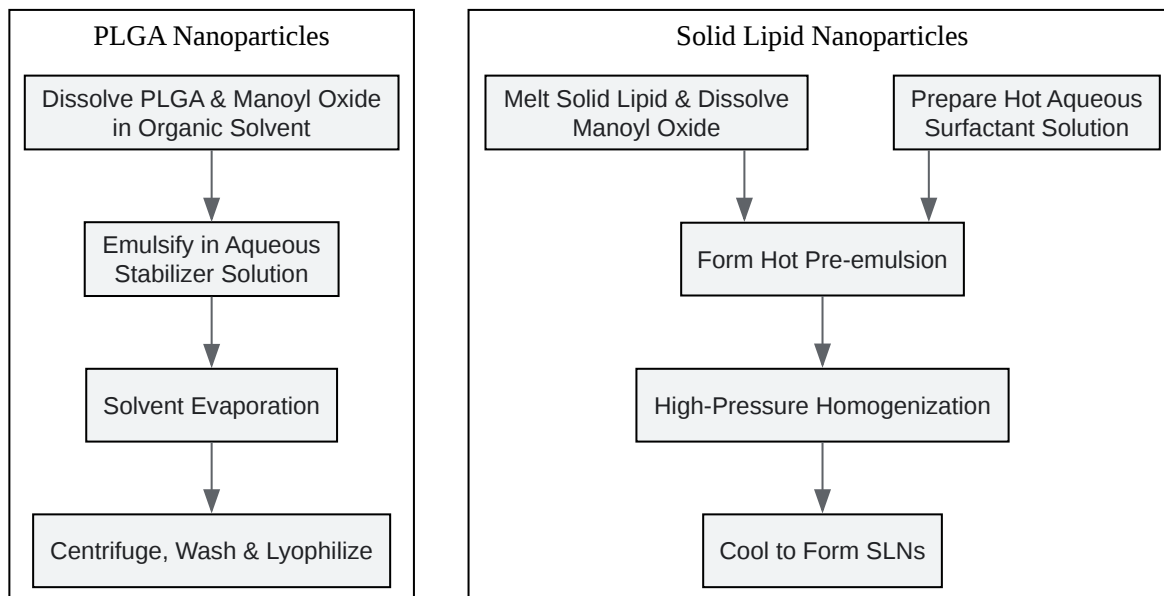 PLGA Nanoparticles
Dissolve PLGA & Manoyl Oxide
in Organic Solvent
Emulsify in Aqueous
Stabilizer Solution
Solvent Evaporation
Centrifuge, Wash & Lyophilize
Solid Lipid Nanoparticles
Melt Solid Lipid & Dissolve
Manoyl Oxide
Prepare Hot Aqueous
Surfactant Solution
Form Hot Pre-emulsion
High-Pressure Homogenization
Cool to Form SLNs